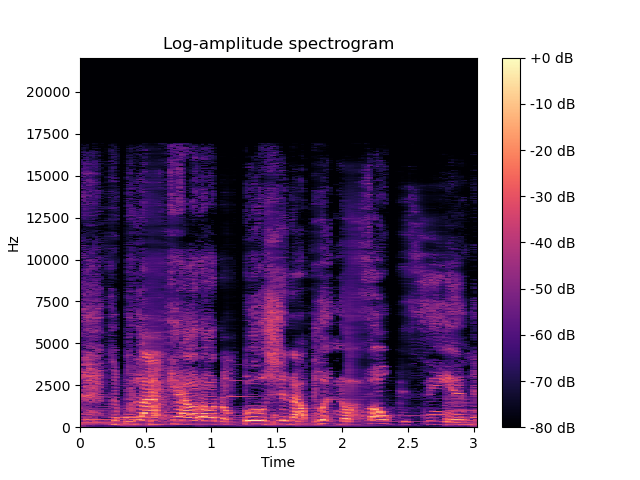 Log-amplitude spectrogram
20000
17500
15000
12500
10000
7500
5000
2500
0
Hz
0 0.5 1 1.5 2 2.5 3
Time
+0 dB
-10 dB
-20 dB
-30 dB
-40 dB
-50 dB
-60 dB
-70 dB
-80 dB